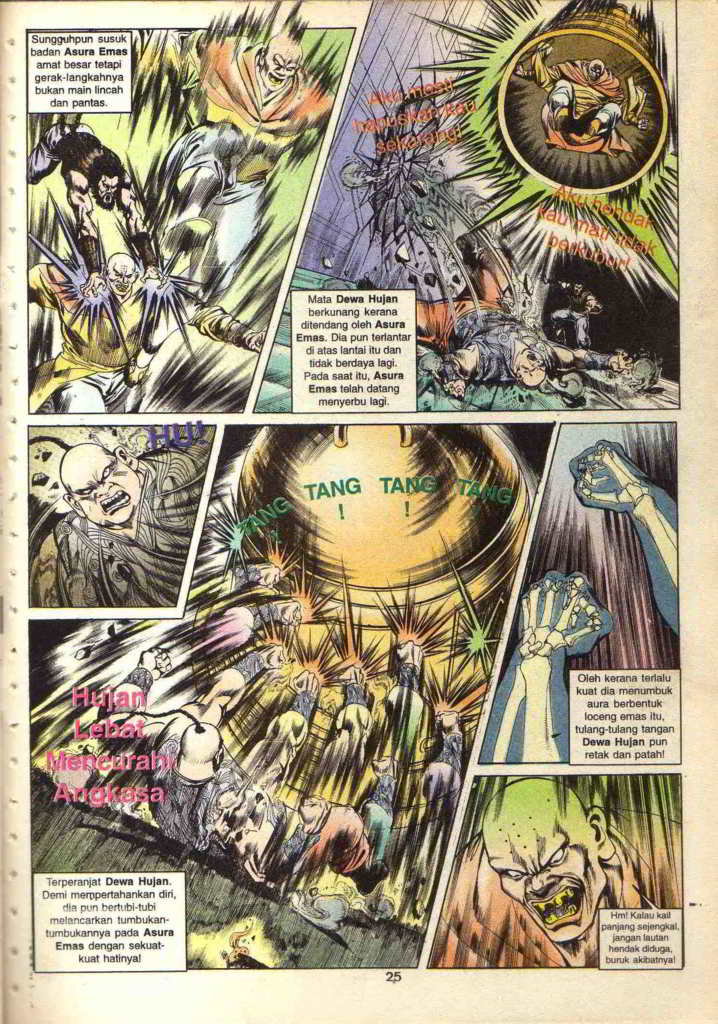 Sungguhpun susuk
badan Asura Emas
amat besar tetapi
gerak-langkahnya
bukan main lincah
dan pantas.
Aku mesti
hapuskan kau
sekarang!
Aku hendak
kau mati tidak
berkubur!
Mata Dewa Hujan
berkunang kerana
ditendang oleh Asura
Emas. Dia pun terlantar
di atas lantai itu dan
tidak berdaya lagi.
Pada saat itu, Asura
Emas telah datang
menyerbu lagi.
HU!
TANG
!
TANG
!
TANG
!
TANG
Oleh kerana terlalu
kuat dia menumbuk
aura berbentuk
loceng emas itu,
tulang-tulang tangan
Dewa Hujan pun
retak dan patah!
Hujan
Lebat
Mencurahi
Angkasa
Terperanjat Dewa Hujan.
Demi mempertahankan diri,
dia pun bertubi-tubi
melancarkan tumbukan-
tumbukannya pada Asura
Emas dengan sekuat-
kuat hatinya!
Hm! Kalau kail
panjang sejengkal,
jangan lautan
hendak diduga,
buruk akibatnya!
25